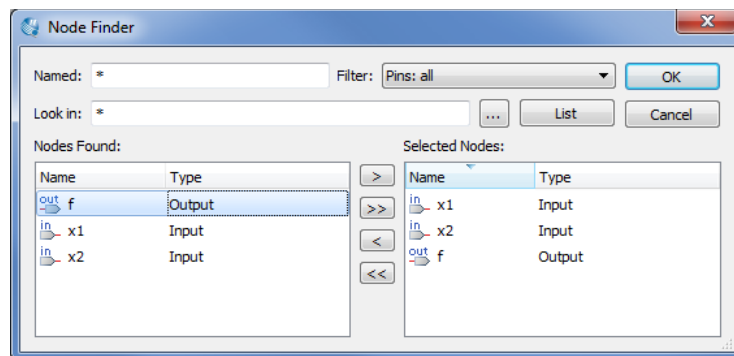 Node Finder
Named: * Filter: Pins: all OK
Look in: * ... List Cancel
Nodes Found: Selected Nodes:
Name Type > Name Type
out f Output >> in x1 Input
in x1 Input < in x2 Input
in x2 Input << out f Output